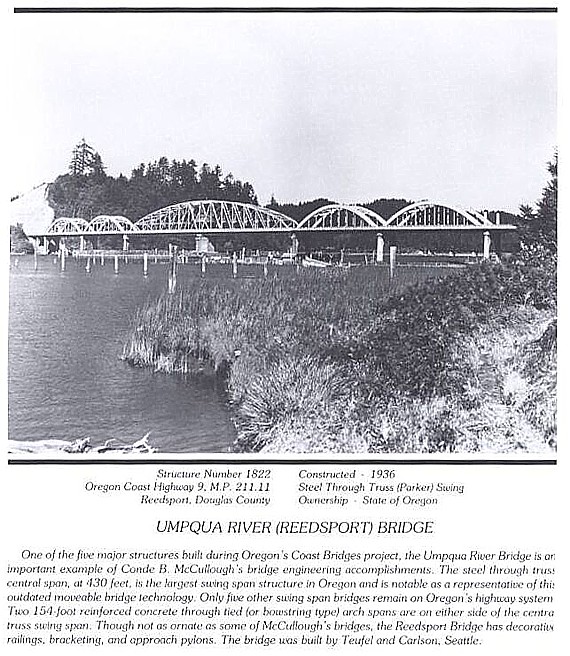 Structure Number 1822
Oregon Coast Highway 9, M.P. 211.11
Reedsport, Douglas County
Constructed - 1936
Steel Through Truss (Parker) Swing
Ownership - State of Oregon
UMPQUA RIVER (REEDSPORT) BRIDGE
One of the five major structures built during Oregon's Coast Bridges project, the Umpqua River Bridge is an
important example of Conde B. McCullough's bridge engineering accomplishments. The steel through truss
central span, at 430 feet, is the largest swing span structure in Oregon and is notable as a representative of this
outdated moveable bridge technology. Only five other swing span bridges remain on Oregon's highway system
Two 154-foot reinforced concrete through tied (or bowstring type) arch spans are on either side of the centra
truss swing span. Though not as ornate as some of McCullough's bridges, the Reedsport Bridge has decorative
railings, bracketing, and approach pylons. The bridge was built by Teufel and Carlson, Seattle.